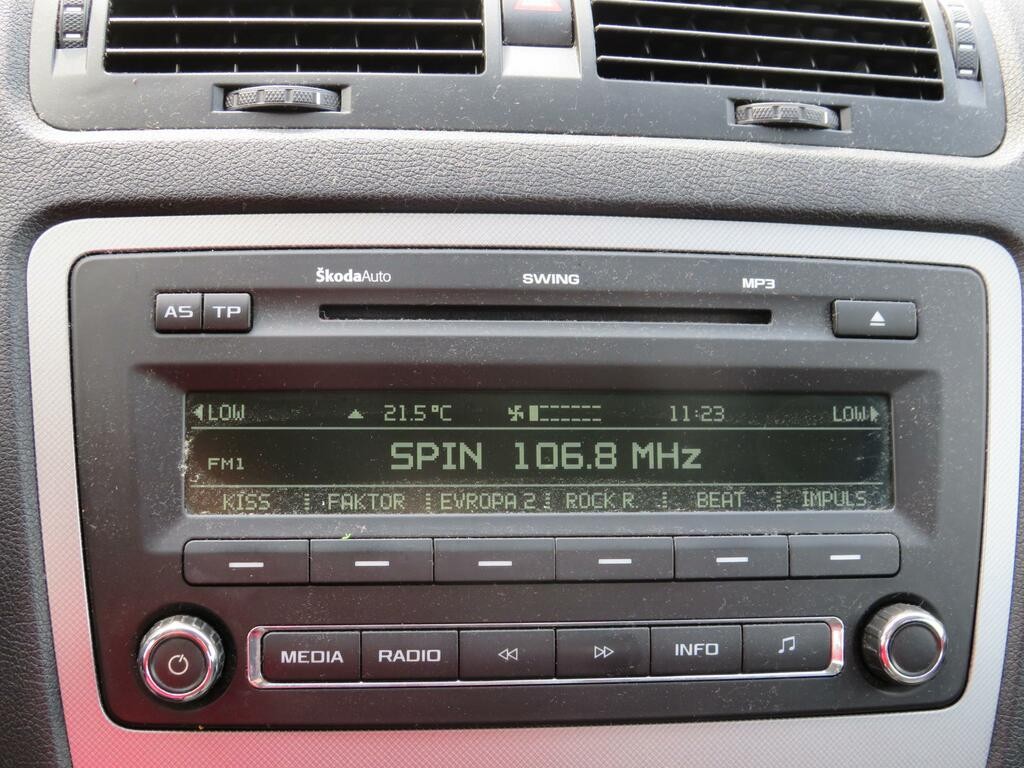 ŠkodaAuto SWING MP3
AS TP
LOW 21.5°C 11:23 LOW
FM1 SPIN 106.8 MHz
KISS FAKTOR EVROPA 2 ROCK R. BEAT IMPULS
MEDIA RADIO INFO